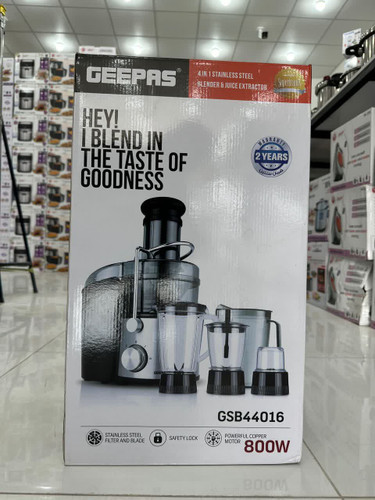 GEEPAS
4 IN 1 STAINLESS STEEL
BLENDER & JUICE EXTRACTOR
HEY!
I BLEND IN
THE TASTE OF
GOODNESS
WARRANTY
2 YEARS
GSB44016
STAINLESS STEEL
FILTER AND BLADE
SAFETY LOCK
POWERFUL COPPER
MOTOR 800W